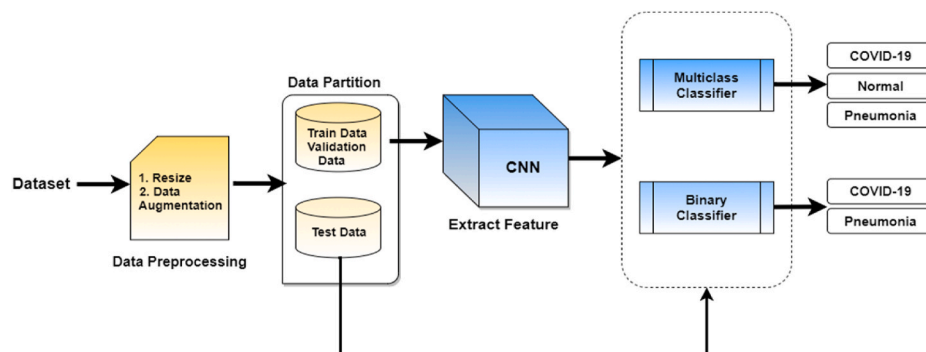 Dataset
1. Resize
2. Data
Augmentation
Data Preprocessing
Data Partition
Train Data
Validation
Data
Test Data
CNN
Extract Feature
Multiclass
Classifier
Binary
Classifier
COVID-19
Normal
Pneumonia
COVID-19
Pneumonia